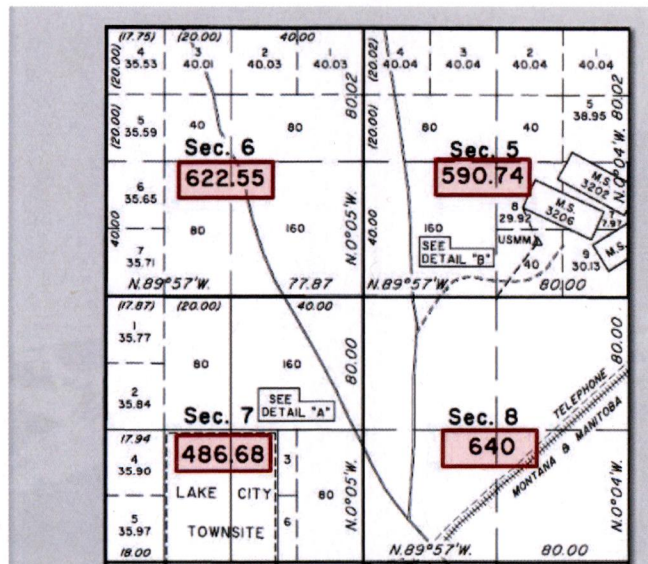 (17.75) (20.00) 40.00
4 3 2 1
35.53 40.01 40.03 40.03
(20.00)
5
35.59
(20.00)
40 80
80.02
Sec. 6
622.55
6
35.65
40.00
80 160
7
35.71
N.0°05'W.
N.89°57'W. 77.87
(20.02) 40.00
4 3 2 1
40.04 40.04 40.04 40.04
5
38.95
80 40
80.02
Sec. 5
590.74
M.S.
3202
M.S.
3206
M.S.
N.0°04'W.
8
29.92
7
7.97
160
USMM
SEE
DETAIL "B"
40
9
30.13
N.89°57'W. 80.00
(17.87) (20.00) 40.00
1
35.77
80 160
80.00
2
35.84
SEE
DETAIL "A"
Sec. 7
486.68
17.94
4
35.90
3
LAKE CITY
80
TOWNSITE
6
5
35.97
18.00
N.0°05'W.
80.00
Sec. 8
640
TELEPHONE
MONTANA & MANITOBA
N.0°04'W.
N.89°57'W. 80.00